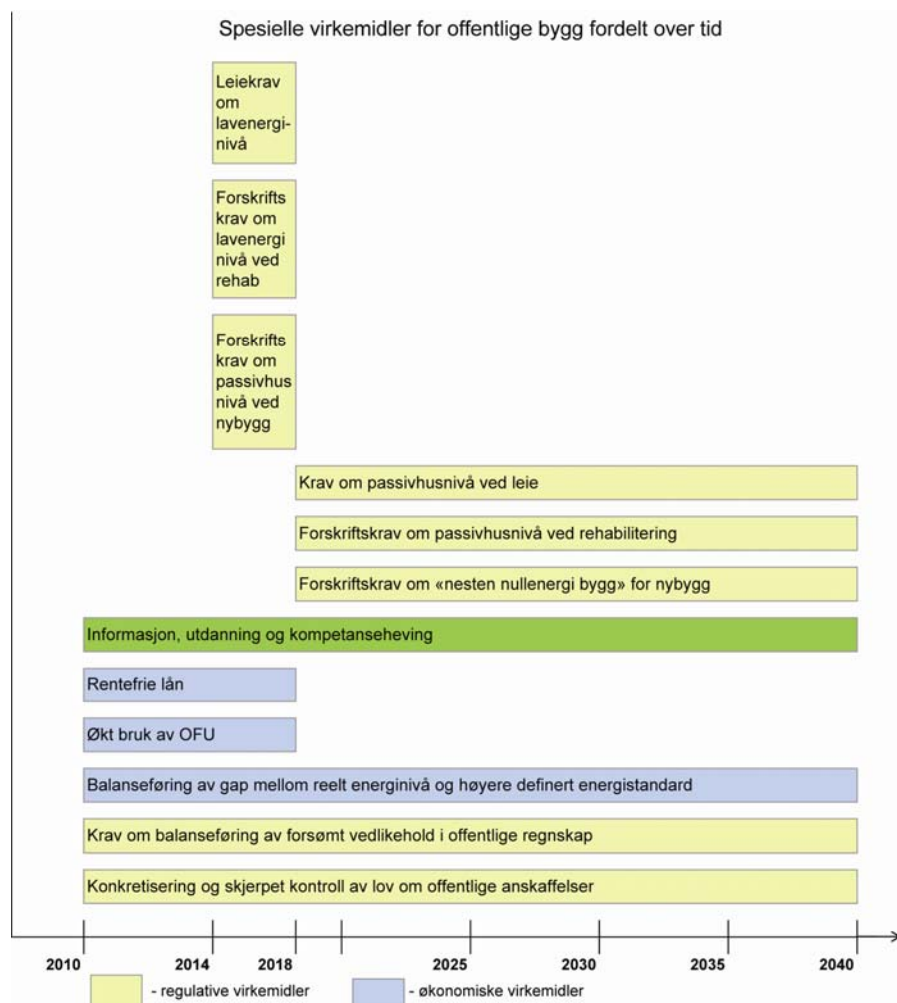 Spesielle virkemidler for offentlige bygg fordelt over tid
Leiekrav
om
lavenergi-
nivå
Forskrifts
krav om
lavenergi
nivå ved
rehab
Forskrifts
krav om
passivhus
nivå ved
nybygg
Krav om passivhusnivå ved leie
Forskriftskrav om passivhusnivå ved rehabilitering
Forskriftskrav om «nesten nullenergi bygg» for nybygg
Informasjon, utdanning og kompetanseheving
Rentefrie lån
Økt bruk av OFU
Balanseføring av gap mellom reelt energinivå og høyere definert energistandard
Krav om balanseføring av forsømt vedlikehold i offentlige regnskap
Konkretisering og skjerpet kontroll av lov om offentlige anskaffelser
2010 2014 2018 2025 2030 2035 2040
- regulative virkemidler - økonomiske virkemidler